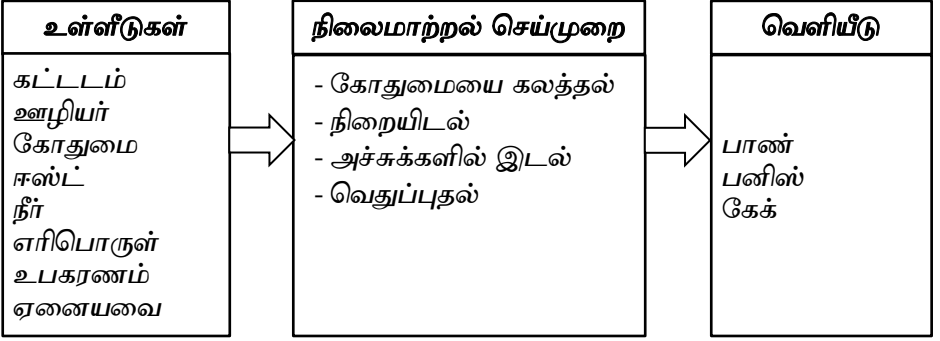 உள்ளீடுகள்
கட்டடம்
ஊழியர்
கோதுமை
ஈஸ்ட்
நீர்
எரிபொருள்
உபகரணம்
ஏனையவை
நிலைமாற்றல் செய்முறை
- கோதுமையை கலத்தல்
- நிறையிடல்
- அச்சுக்களில் இடல்
- வெதுப்புதல்
வெளியீடு
பாண்
பனிஸ்
கேக்